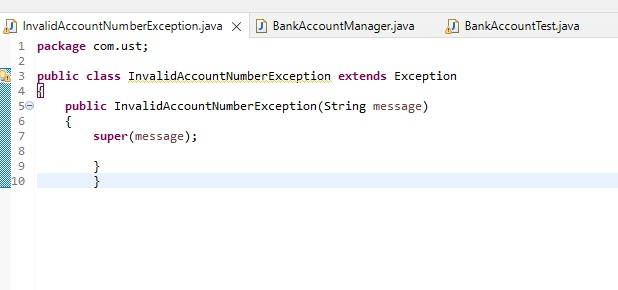 InvalidAccountNumberException.java BankAccountManager.java BankAccountTest.java
1 package com.ust;
2
3 public class InvalidAccountNumberException extends Exception
4 {
5 public InvalidAccountNumberException(String message)
6 {
7 super(message);
8
9 }
10 }